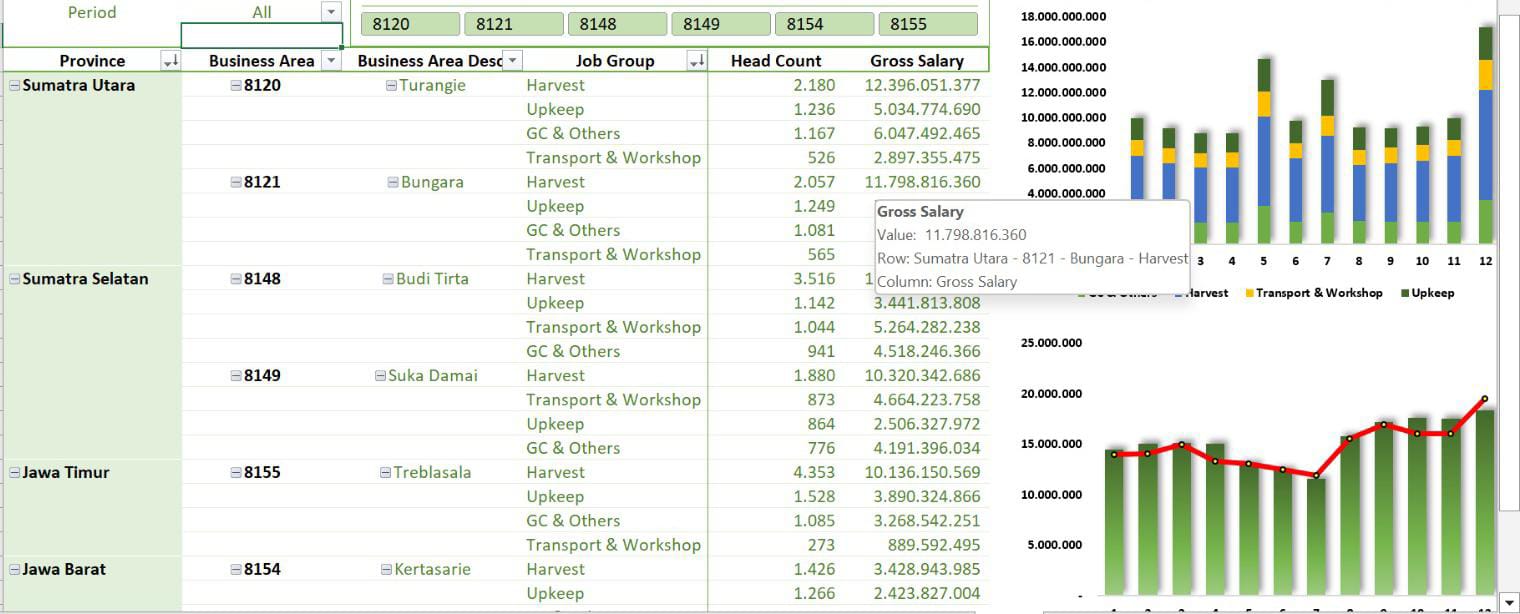 Period All
8120 8121 8148 8149 8154 8155
Province Business Area Business Area Desc Job Group Head Count Gross Salary
Sumatra Utara 8120 Turangie Harvest 2.180 12.396.051.377
Upkeep 1.236 5.034.774.690
GC & Others 1.167 6.047.492.465
Transport & Workshop 526 2.897.355.475
8121 Bungara Harvest 2.057 11.798.816.360
Upkeep 1.249
GC & Others 1.081
Transport & Workshop 565
Sumatra Selatan 8148 Budi Tirta Harvest 3.516
Upkeep 1.142 3.441.813.808
Transport & Workshop 1.044 5.264.282.238
GC & Others 941 4.518.246.366
8149 Suka Damai Harvest 1.880 10.320.342.686
Transport & Workshop 873 4.664.223.758
Upkeep 864 2.506.327.972
GC & Others 776 4.191.396.034
Jawa Timur 8155 Treblasala Harvest 4.353 10.136.150.569
Upkeep 1.528 3.890.324.866
GC & Others 1.085 3.268.542.251
Transport & Workshop 273 889.592.495
Jawa Barat 8154 Kertasarie Harvest 1.426 3.428.943.985
Upkeep 1.266 2.423.827.004
Gross Salary
Value: 11.798.816.360
Row: Sumatra Utara - 8121 - Bungara - Harvest
Column: Gross Salary
18.000.000.000
16.000.000.000
14.000.000.000
12.000.000.000
10.000.000.000
8.000.000.000
6.000.000.000
4.000.000.000
3 4 5 6 7 8 9 10 11 12
Harvest Transport & Workshop Upkeep
25.000.000
20.000.000
15.000.000
10.000.000
5.000.000
-